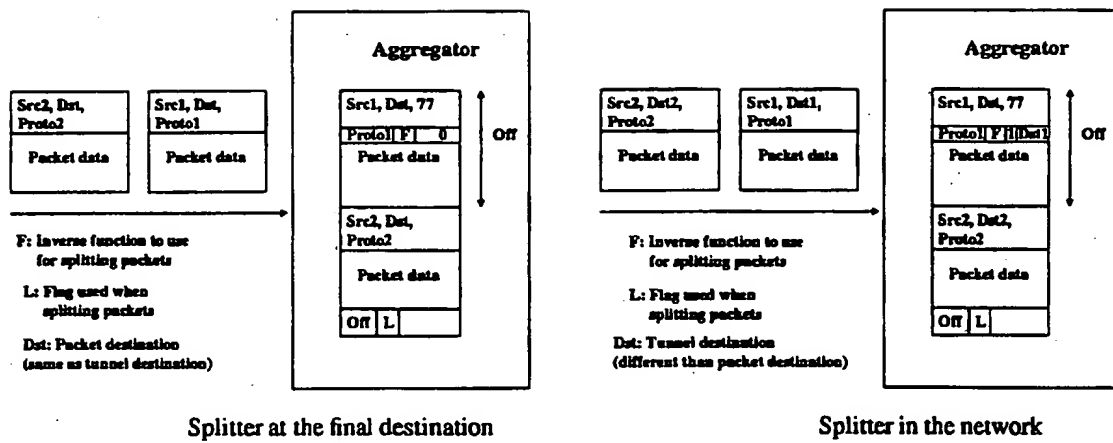 Aggregator
Src2, Dst,
Proto2
Packet data
Src1, Dst,
Proto1
Packet data
Src1, Dst, 77
Proto1 F 0
Packet data
Off
Src2, Dst,
Proto2
Packet data
Off L
F: Inverse function to use
for splitting packets
L: Flag used when
splitting packets
Dst: Packet destination
(same as tunnel destination)
Splitter at the final destination
Aggregator
Src2, Dst2,
Proto2
Packet data
Src1, Dst1,
Proto1
Packet data
Src1, Dst, 77
Proto1 F 1 Dst1
Packet data
Off
Src2, Dst2,
Proto2
Packet data
Off L
F: Inverse function to use
for splitting packets
L: Flag used when
splitting packets
Dst: Tunnel destination
(different than packet destination)
Splitter in the network